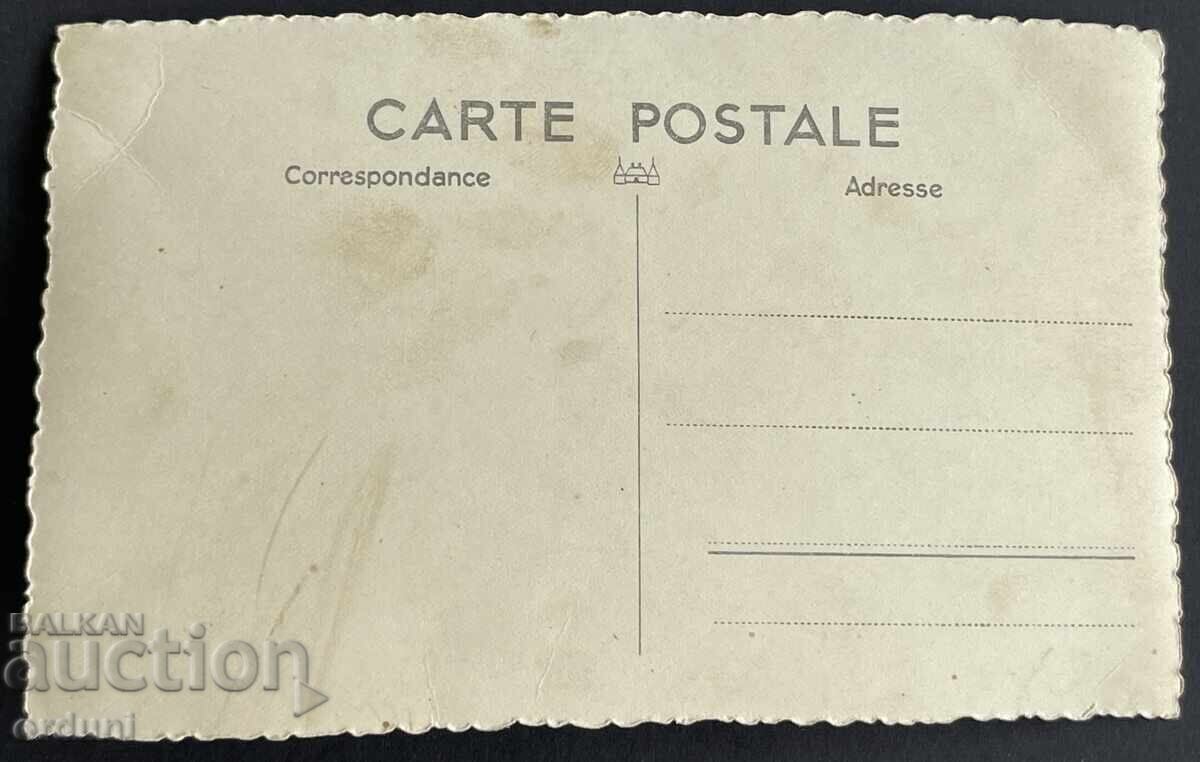 CARTE POSTALE
Correspondance
Adresse
BALKAN
auction
orduni